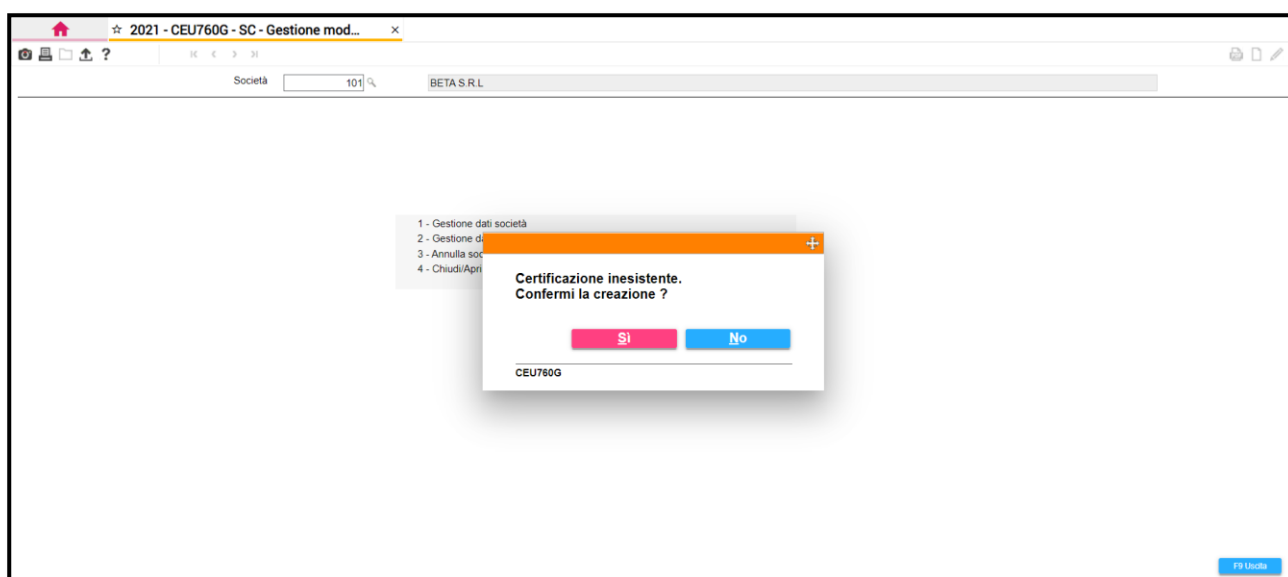 ☆ 2021 - CEU760G - SC - Gestione mod... ×
?
Società 101 BETA S.R.L
1 - Gestione dati società
2 - Gestione da
3 - Annulla soc
4 - Chiudi/Apri
Certificazione inesistente.
Confermi la creazione ?
Sì No
CEU760G
F9 Uscita